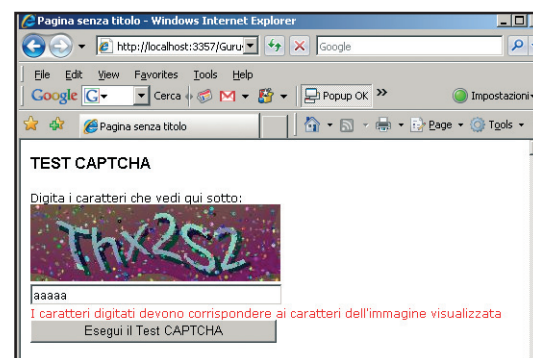 Pagina senza titolo - Windows Internet Explorer
http://localhost:3357/Guru
Google
File Edit View Favorites Tools Help
Google G Cerca Popup OK >> Impostazioni
Pagina senza titolo Page Tools
TEST CAPTCHA
Digita i caratteri che vedi qui sotto:
Thx2S2
aaaaa
I caratteri digitati devono corrispondere ai caratteri dell'immagine visualizzata
Esegui il Test CAPTCHA